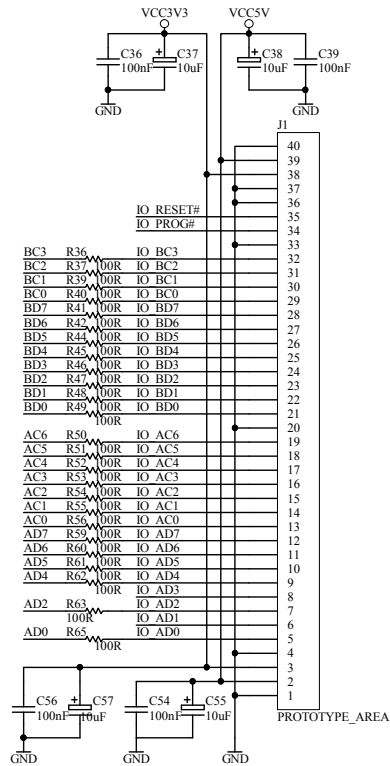 VCC3V3 VCC5V
C36 100nF C37 10uF C38 10uF C39 100nF
GND GND
J1
40
39
38
37
36
IO_RESET# 35
IO_PROG# 34
33
BC3 R36 IO_BC3 32
BC2 R37 100R IO_BC2 31
BC1 R39 100R IO_BC1 30
BC0 R40 100R IO_BC0 29
BD7 R41 100R IO_BD7 28
BD6 R42 100R IO_BD6 27
BD5 R44 100R IO_BD5 26
BD4 R45 100R IO_BD4 25
BD3 R46 100R IO_BD3 24
BD2 R47 100R IO_BD2 23
BD1 R48 100R IO_BD1 22
BD0 R49 100R IO_BD0 21
100R 20
AC6 R50 IO_AC6 19
AC5 R51 100R IO_AC5 18
AC4 R52 100R IO_AC4 17
AC3 R53 100R IO_AC3 16
AC2 R54 100R IO_AC2 15
AC1 R55 100R IO_AC1 14
AC0 R56 100R IO_AC0 13
AD7 R59 100R IO_AD7 12
AD6 R60 100R IO_AD6 11
AD5 R61 100R IO_AD5 10
AD4 R62 100R IO_AD4 9
100R IO_AD3 8
AD2 R63 IO_AD2 7
100R IO_AD1 6
AD0 R65 IO_AD0 5
100R
4
3
2
1
C56 100nF C57 10uF C54 100nF C55 10uF
PROTOTYPE_AREA
GND GND GND